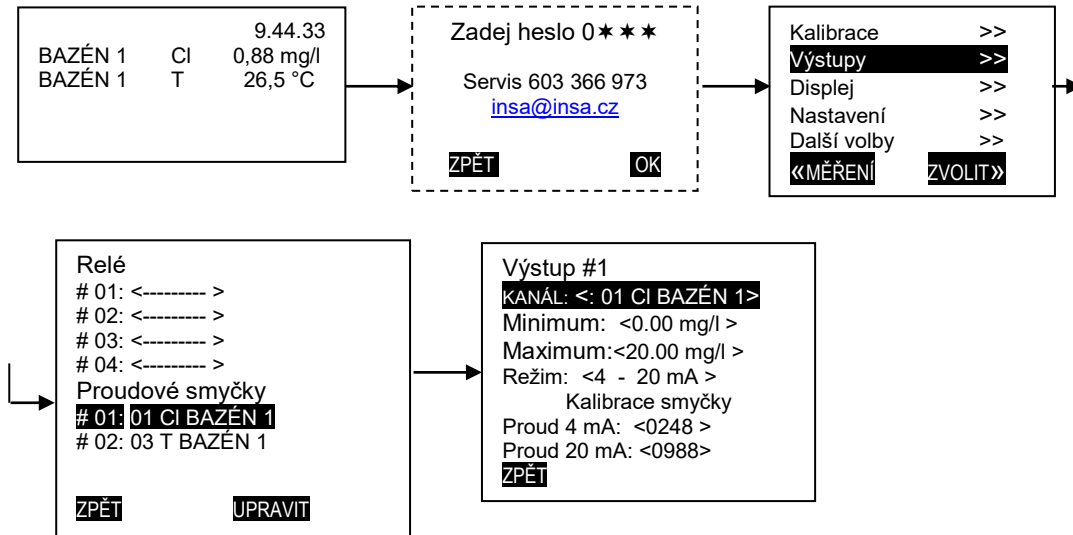 9.44.33
BAZÉN 1 Cl 0,88 mg/l
BAZÉN 1 T 26,5 °C
Zadej heslo 0✶✶✶
Servis 603 366 973
insa@insa.cz
ZPĚT OK
Kalibrace >>
Výstupy >>
Displej >>
Nastavení >>
Další volby >>
«MĚŘENÍ ZVOLIT»
Relé
# 01: <--------- >
# 02: <--------- >
# 03: <--------- >
# 04: <--------- >
Proudové smyčky
# 01: 01 Cl BAZÉN 1
# 02: 03 T BAZÉN 1
ZPĚT UPRAVIT
Výstup #1
KANÁL: <: 01 Cl BAZÉN 1>
Minimum: <0.00 mg/l >
Maximum:<20.00 mg/l >
Režim: <4 - 20 mA >
Kalibrace smyčky
Proud 4 mA: <0248 >
Proud 20 mA: <0988>
ZPĚT